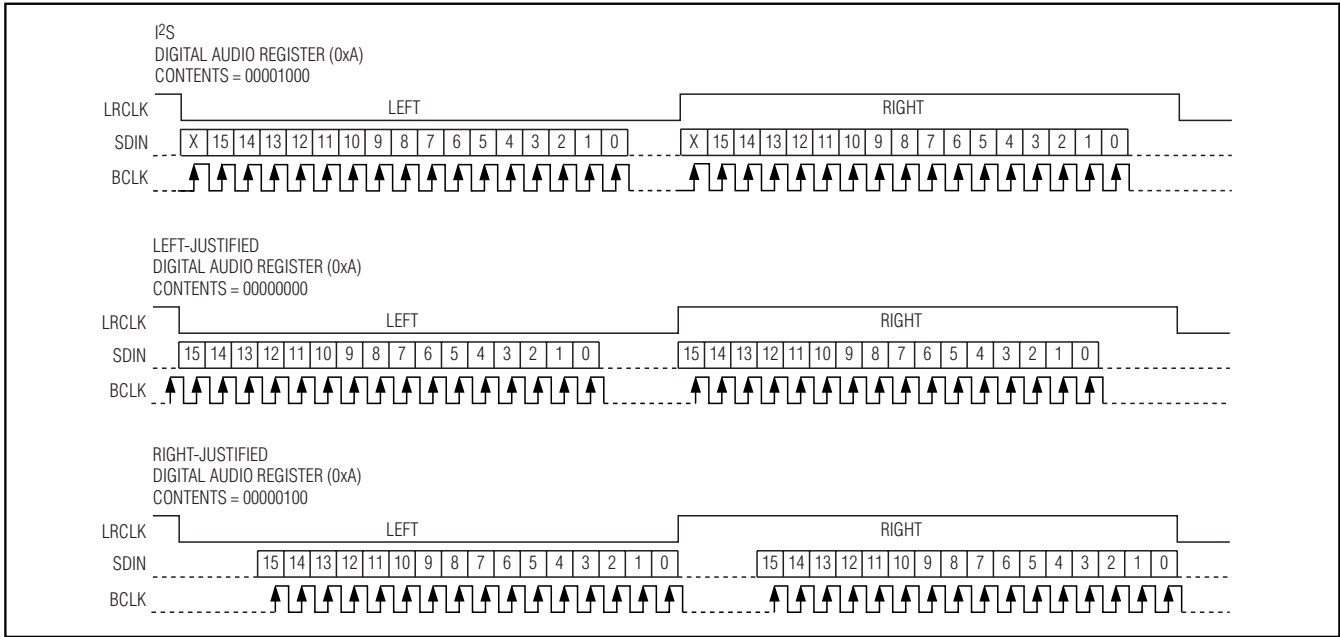 I²S
DIGITAL AUDIO REGISTER (0xA)
CONTENTS = 00001000
LRCLK LEFT RIGHT
SDIN X 15 14 13 12 11 10 9 8 7 6 5 4 3 2 1 0 X 15 14 13 12 11 10 9 8 7 6 5 4 3 2 1 0
BCLK
LEFT-JUSTIFIED
DIGITAL AUDIO REGISTER (0xA)
CONTENTS = 00000000
LRCLK LEFT RIGHT
SDIN 15 14 13 12 11 10 9 8 7 6 5 4 3 2 1 0 15 14 13 12 11 10 9 8 7 6 5 4 3 2 1 0
BCLK
RIGHT-JUSTIFIED
DIGITAL AUDIO REGISTER (0xA)
CONTENTS = 00000100
LRCLK LEFT RIGHT
SDIN 15 14 13 12 11 10 9 8 7 6 5 4 3 2 1 0 15 14 13 12 11 10 9 8 7 6 5 4 3 2 1 0
BCLK